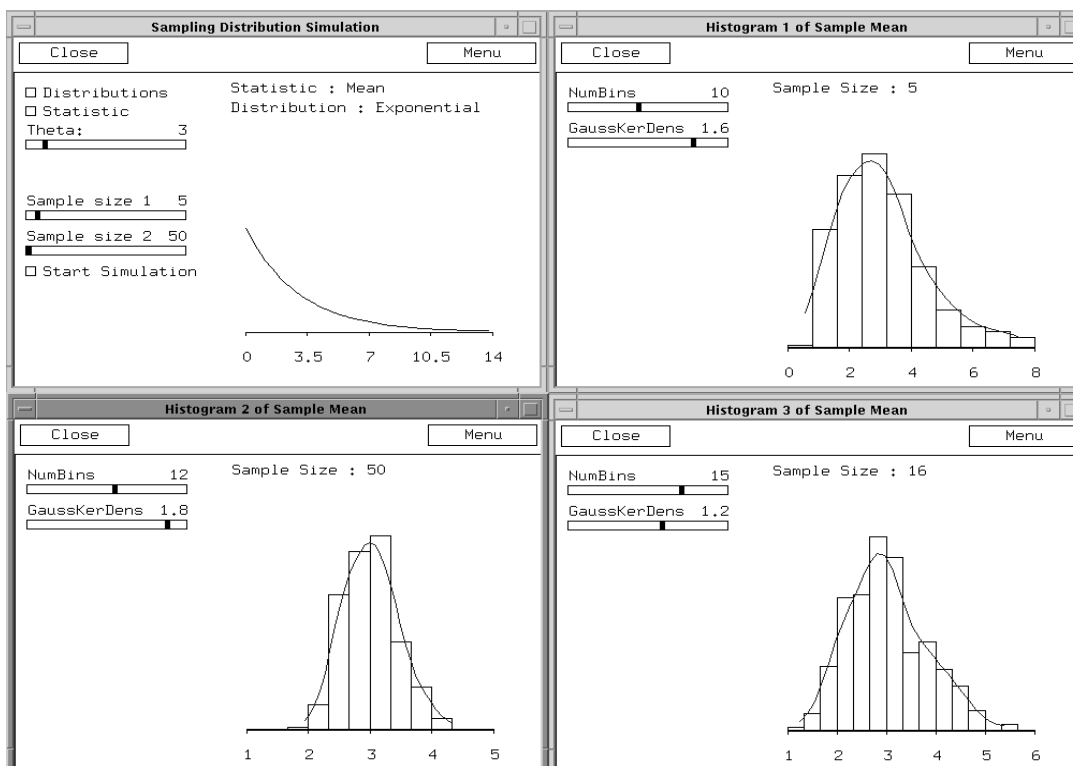 Sampling Distribution Simulation
Close Menu
Distributions
Statistic
Theta: 3
Sample size 1 5
Sample size 2 50
Start Simulation
Statistic : Mean
Distribution : Exponential
0 3.5 7 10.5 14
Histogram 1 of Sample Mean
Close Menu
NumBins 10
GaussKerDens 1.6
Sample Size : 5
0 2 4 6 8
Histogram 2 of Sample Mean
Close Menu
NumBins 12
GaussKerDens 1.8
Sample Size : 50
1 2 3 4 5
Histogram 3 of Sample Mean
Close Menu
NumBins 15
GaussKerDens 1.2
Sample Size : 16
1 2 3 4 5 6